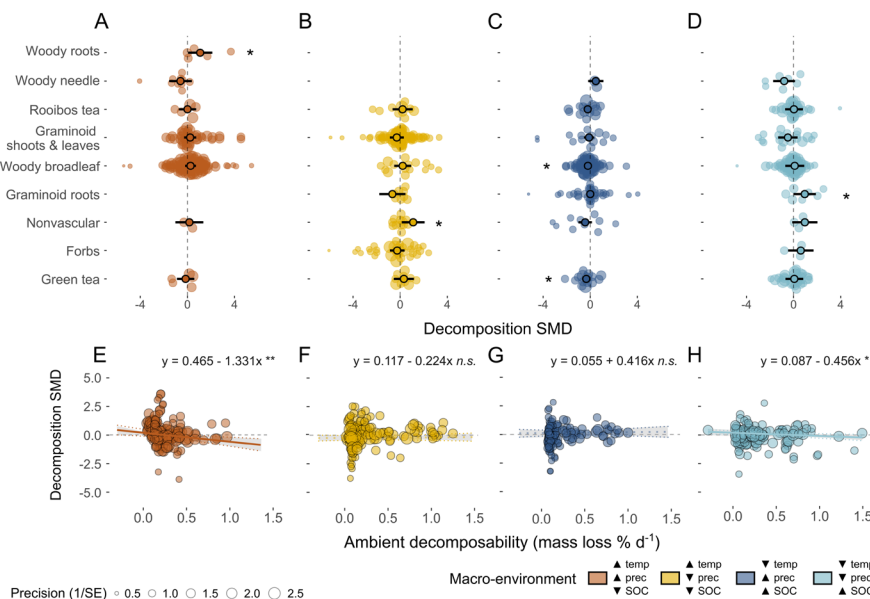 A
B
C
D
Woody roots
*
Woody needle
Rooibos tea
Graminoid
shoots & leaves
Woody broadleaf
*
Graminoid roots
*
Nonvascular
*
Forbs
Green tea
*
-4 0 4
-4 0 4
-4 0 4
-4 0 4
Decomposition SMD
E
F
G
H
y = 0.465 - 1.331x **
y = 0.117 - 0.224x n.s.
y = 0.055 + 0.416x n.s.
y = 0.087 - 0.456x *
Decomposition SMD
5.0
2.5
0.0
-2.5
-5.0
0.0 0.5 1.0 1.5
0.0 0.5 1.0 1.5
0.0 0.5 1.0 1.5
0.0 0.5 1.0 1.5
Ambient decomposability (mass loss % d-1)
Precision (1/SE) 0.5 1.0 1.5 2.0 2.5
Macro-environment
▲ temp
▲ prec
▼ SOC
▲ temp
▼ prec
▼ SOC
▼ temp
▲ prec
▲ SOC
▼ temp
▼ prec
▲ SOC